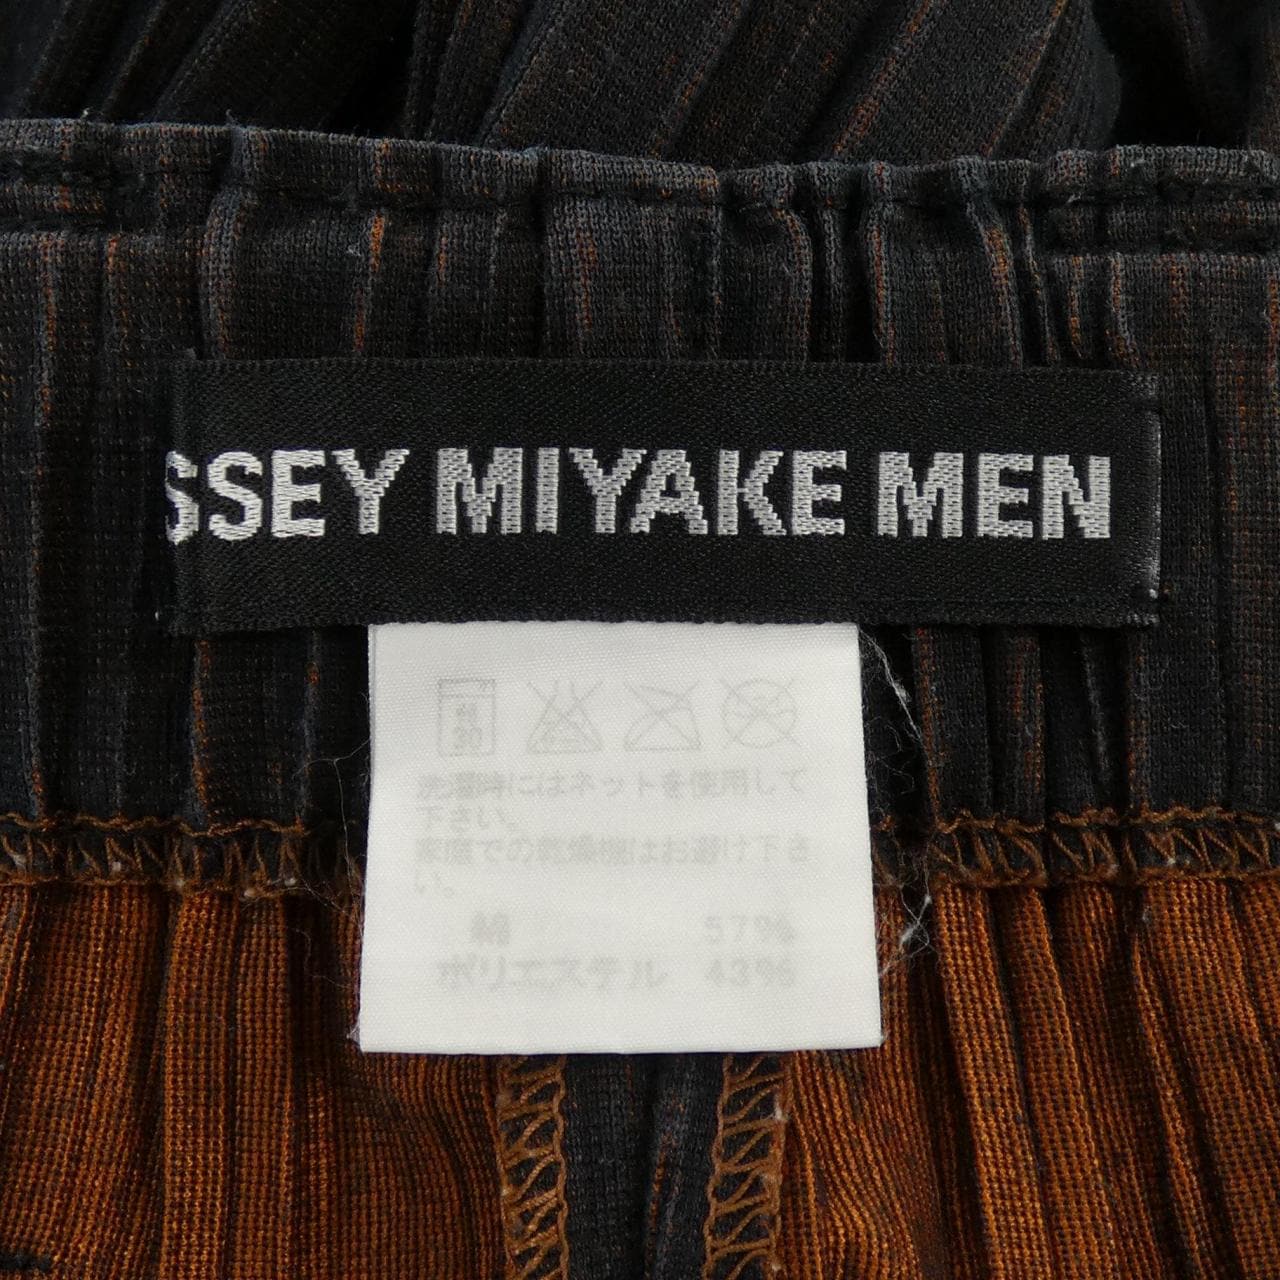 SSEY MIYAKE MEN
洗濯時にはネットを使用して
下さい。
家庭での乾燥機はお避け下さ
い。
綿 57%
ポリエステル 43%